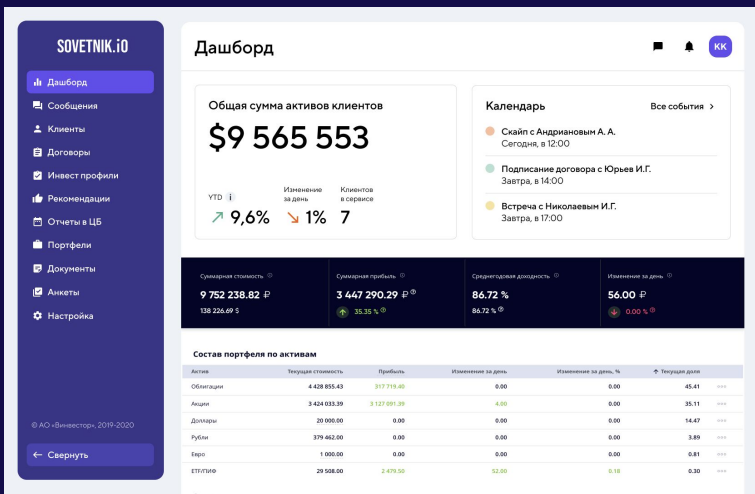 SOVETNIK.iO
Дашборд
Сообщения
Клиенты
Договоры
Инвест профили
Рекомендации
Отчеты в ЦБ
Портфели
Документы
Анкеты
Настройка
© АО «Винвестор», 2019-2020
← Свернуть
Дашборд
КК
Общая сумма активов клиентов
$9 565 553
YTD i
Изменение за день
Клиентов в сервисе
↗ 9,6% ↘ 1% 7
Календарь Все события >
Скайп с Андриановым А. А.
Сегодня, в 12:00
Подписание договора с Юрьев И.Г.
Завтра, в 14:00
Встреча с Николаевым И.Г.
Завтра, в 17:00
Суммарная стоимость Суммарная прибыль Среднегодовая доходность Изменение за день
9 752 238.82 ₽ 3 447 290.29 ₽ 86.72 % 56.00 ₽
138 226.69 $ 35.35 % 86.72 % 0.00 %
Состав портфеля по активам
Актив Текущая стоимость Прибыль Изменение за день Изменение за день, % ↑ Текущая доля
Облигации 4 428 855.43 317 719.40 0.00 0.00 45.41
Акции 3 424 033.39 3 127 091.39 4.00 0.00 35.11
Доллары 20 000.00 0.00 0.00 0.00 14.47
Рубли 379 462.00 0.00 0.00 0.00 3.89
Евро 1 000.00 0.00 0.00 0.00 0.81
ETF/ПИФ 29 508.00 2 479.50 52.00 0.18 0.30